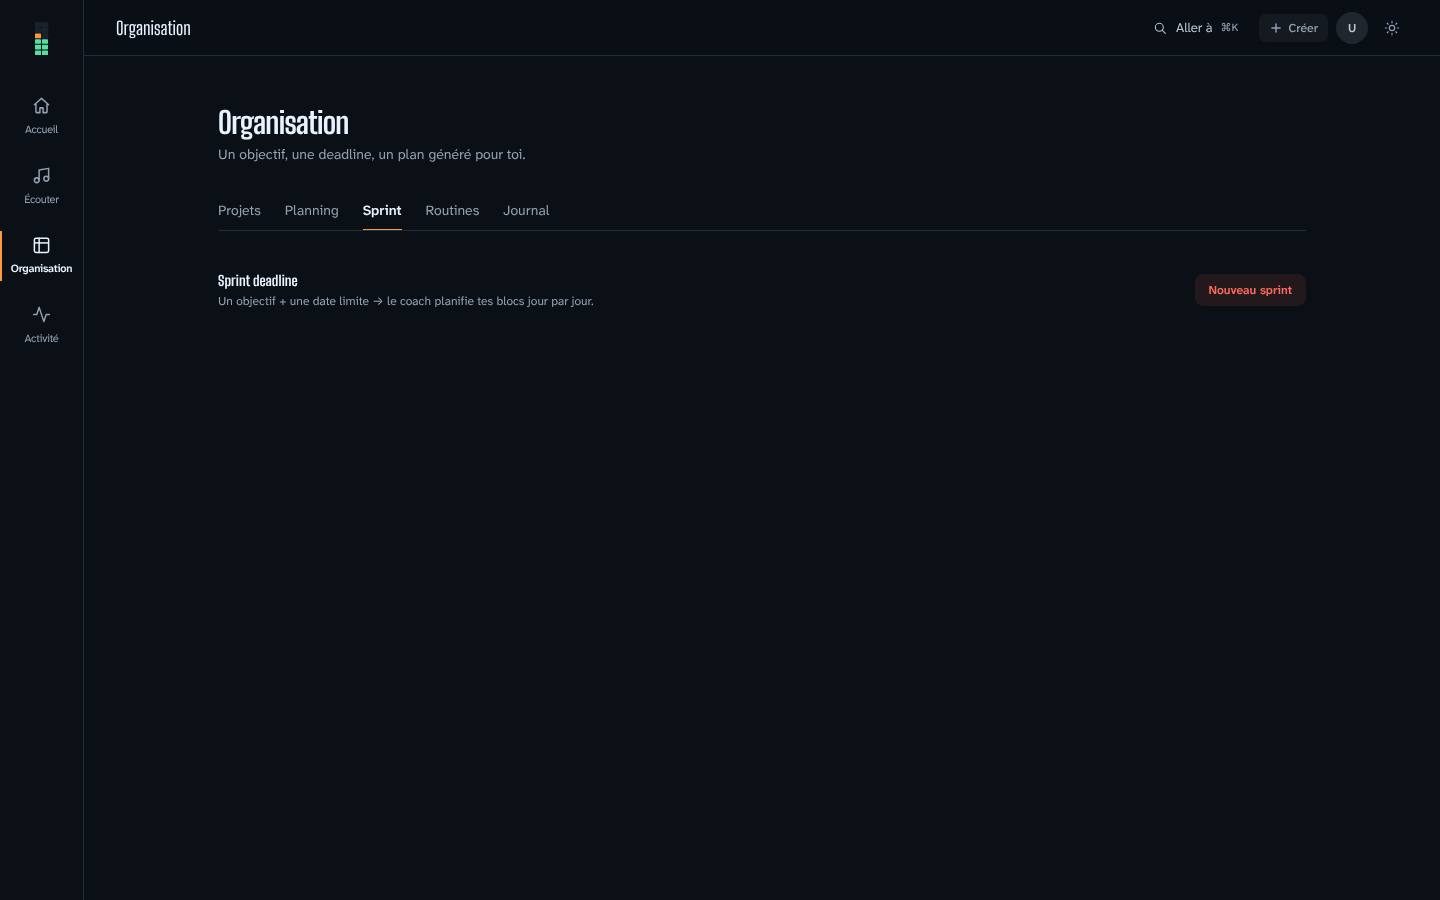 Organisation
Aller à ⌘K
Créer
U
Accueil
Écouter
Organisation
Activité
Organisation
Un objectif, une deadline, un plan généré pour toi.
Projets Planning Sprint Routines Journal
Sprint deadline
Un objectif + une date limite → le coach planifie tes blocs jour par jour.
Nouveau sprint